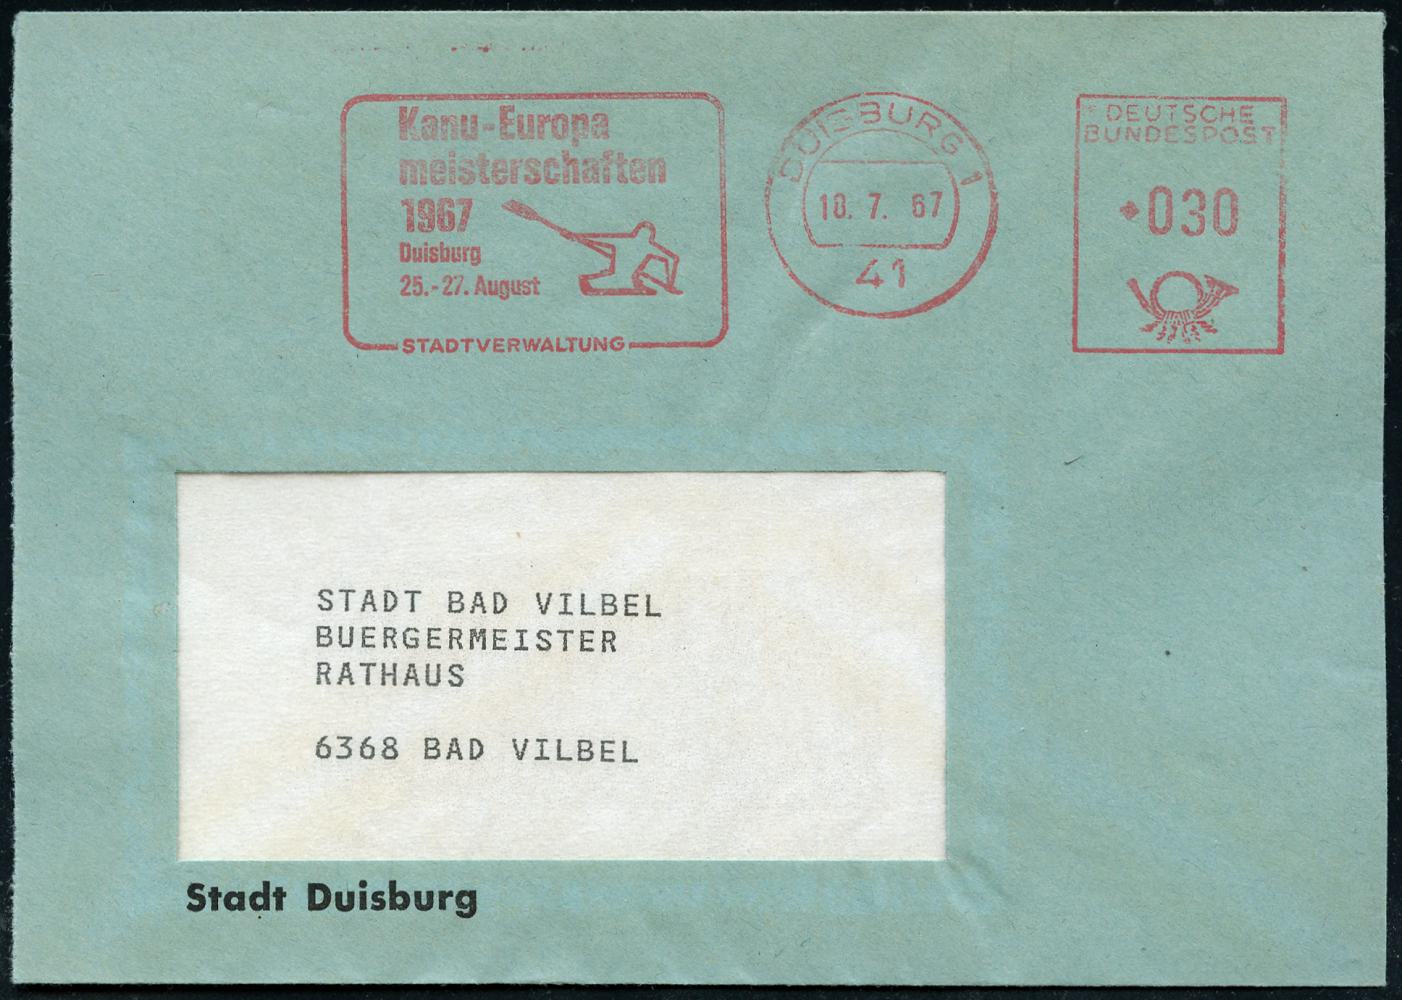 Kanu-Europa
meisterschaften
1967
Duisburg
25.-27. August
STADTVERWALTUNG
DUISBURG 1
18. 7. 67
41
DEUTSCHE
BUNDESPOST
030
STADT BAD VILBEL
BUERGERMEISTER
RATHAUS
6368 BAD VILBEL
Stadt Duisburg